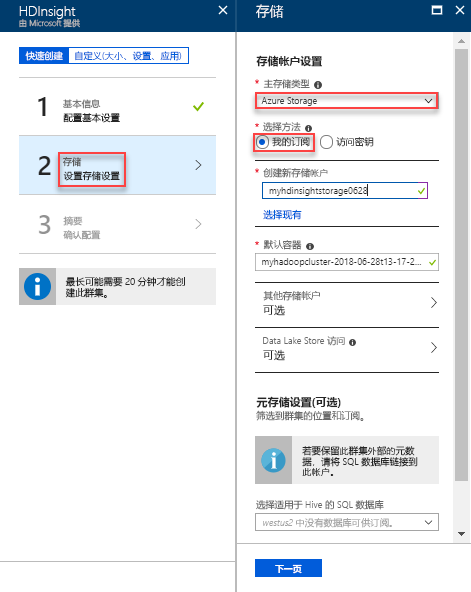 HDInsight
由 Microsoft 提供
快速创建
自定义(大小、设置、应用)
1
基本信息
配置基本设置
2
存储
设置存储设置
3
摘要
确认配置
最长可能需要 20 分钟才能创
建此群集。
存储
存储帐户设置
* 主存储类型
Azure Storage
* 选择方法
我的订阅
访问密钥
* 创建新存储帐户
myhdinsightstorage0628
选择现有
* 默认容器
myhadoopcluster-2018-06-28t13-17-2...
其他存储帐户
可选
Data Lake Store 访问
可选
元存储设置(可选)
筛选到群集的位置和订阅。
若要保留此群集外部的元数
据，请将 SQL 数据库链接到
此帐户。
选择适用于 Hive 的 SQL 数据库
westus2 中没有数据库可供订阅。
下一页